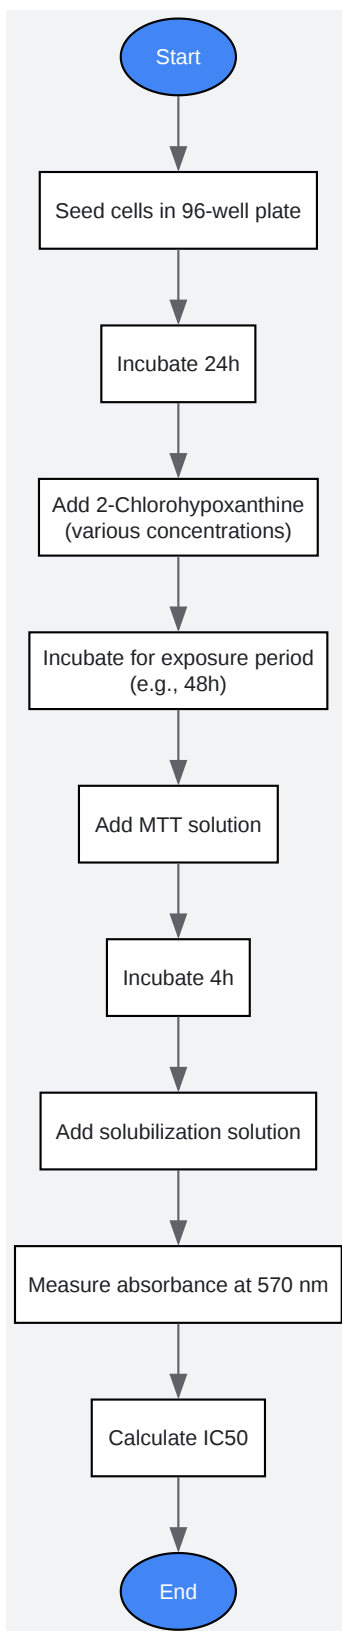 Start
Seed cells in 96-well plate
Incubate 24h
Add 2-Chlorohypoxanthine
(various concentrations)
Incubate for exposure period
(e.g., 48h)
Add MTT solution
Incubate 4h
Add solubilization solution
Measure absorbance at 570 nm
Calculate IC50
End